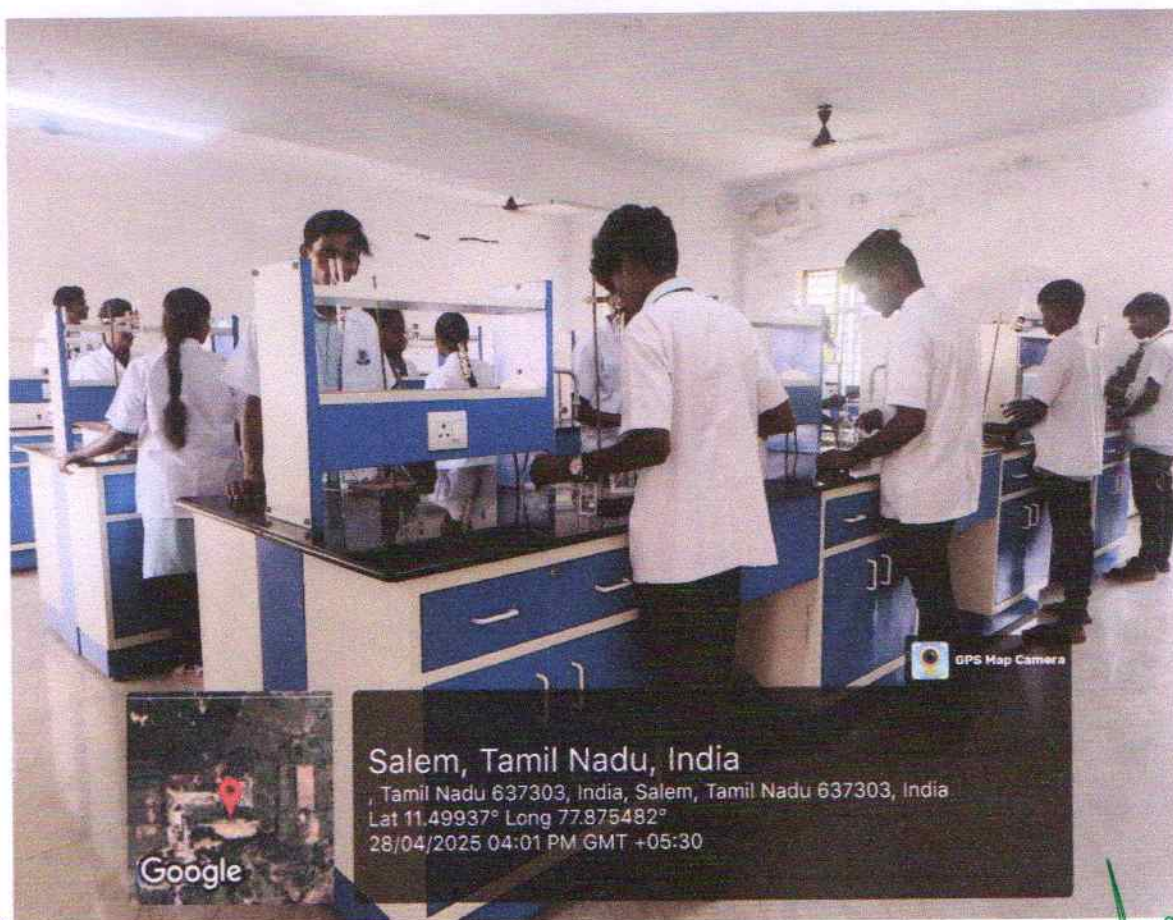 GPS Map Camera
Salem, Tamil Nadu, India
, Tamil Nadu 637303, India, Salem, Tamil Nadu 637303, India
Lat 11.49937° Long 77.875482°
28/04/2025 04:01 PM GMT +05:30
Google